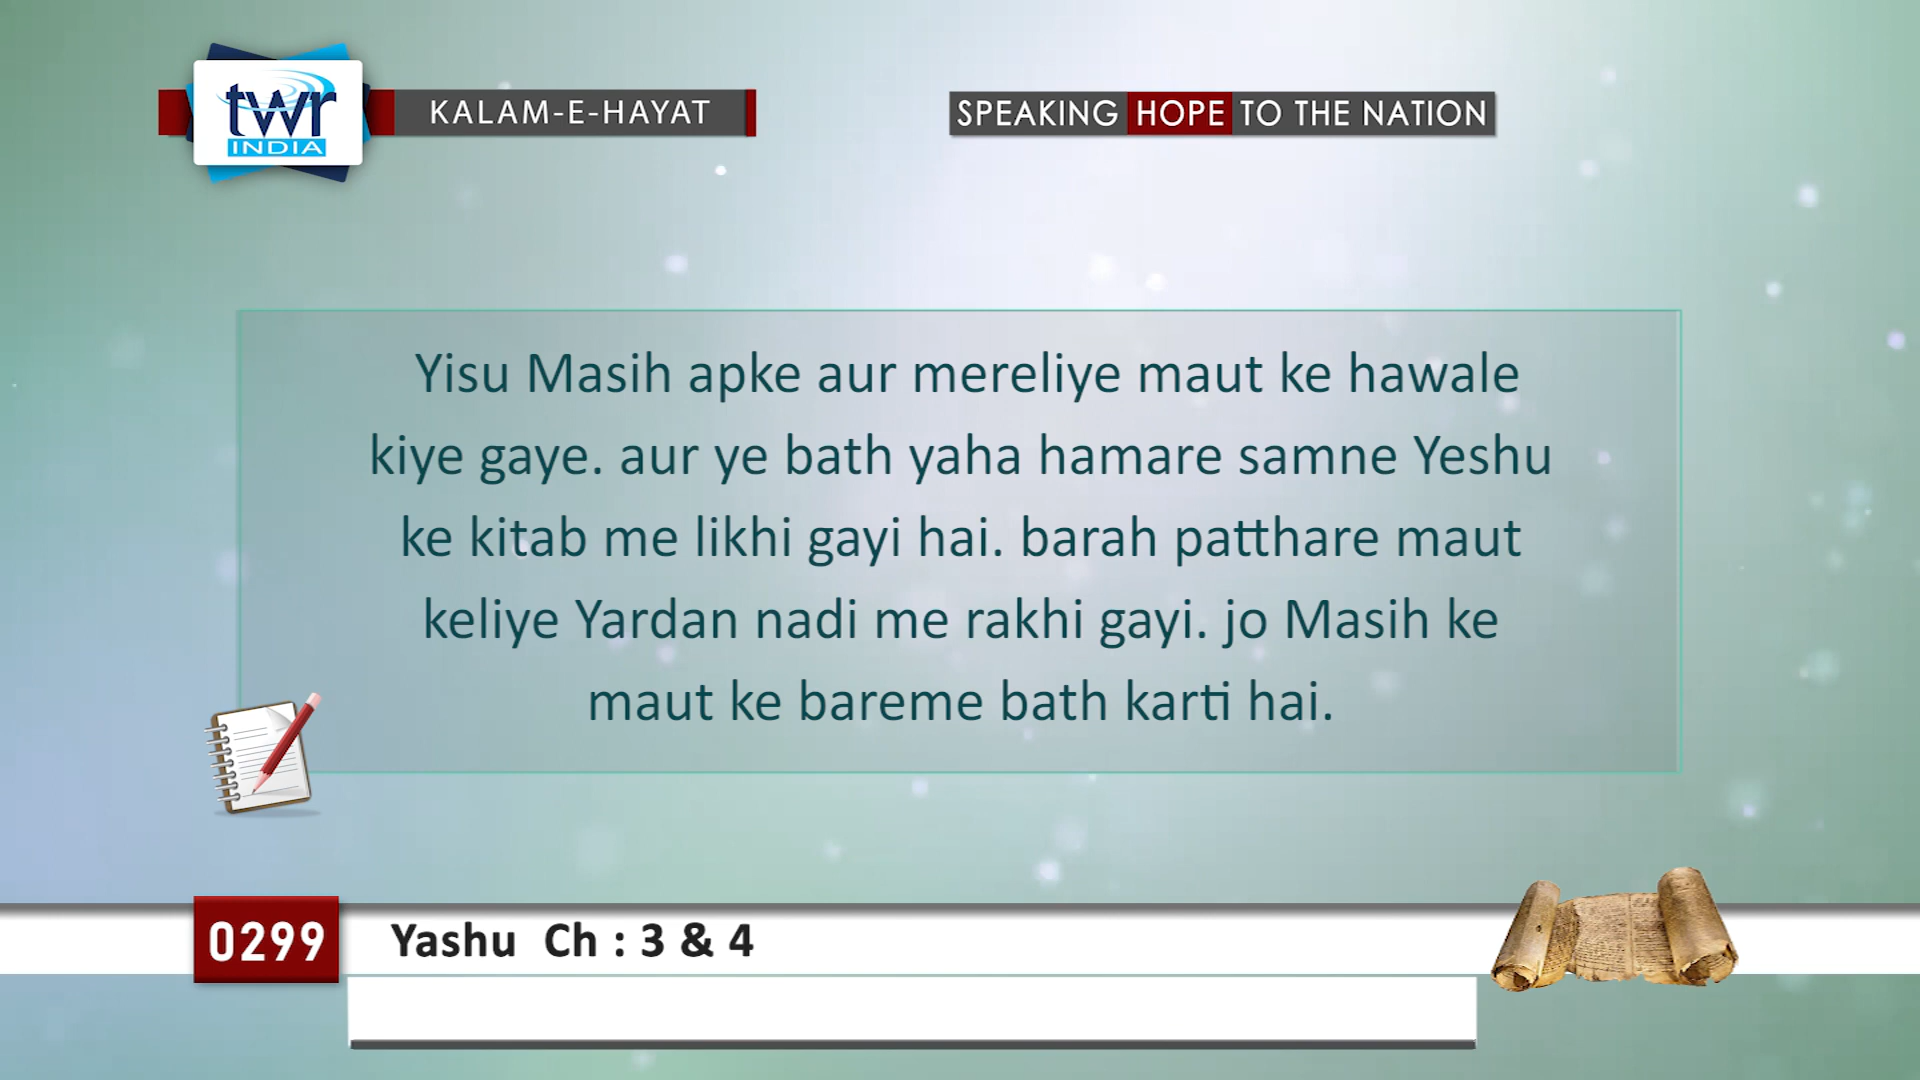 twr
INDIA
KALAM-E-HAYAT
SPEAKING HOPE TO THE NATION
Yisu Masih apke aur mereliye maut ke hawale
kiye gaye. aur ye bath yaha hamare samne Yeshu
ke kitab me likhi gayi hai. barah patthare maut
keliye Yardan nadi me rakhi gayi. jo Masih ke
maut ke bareme bath karti hai.
0299
Yashu Ch : 3 & 4